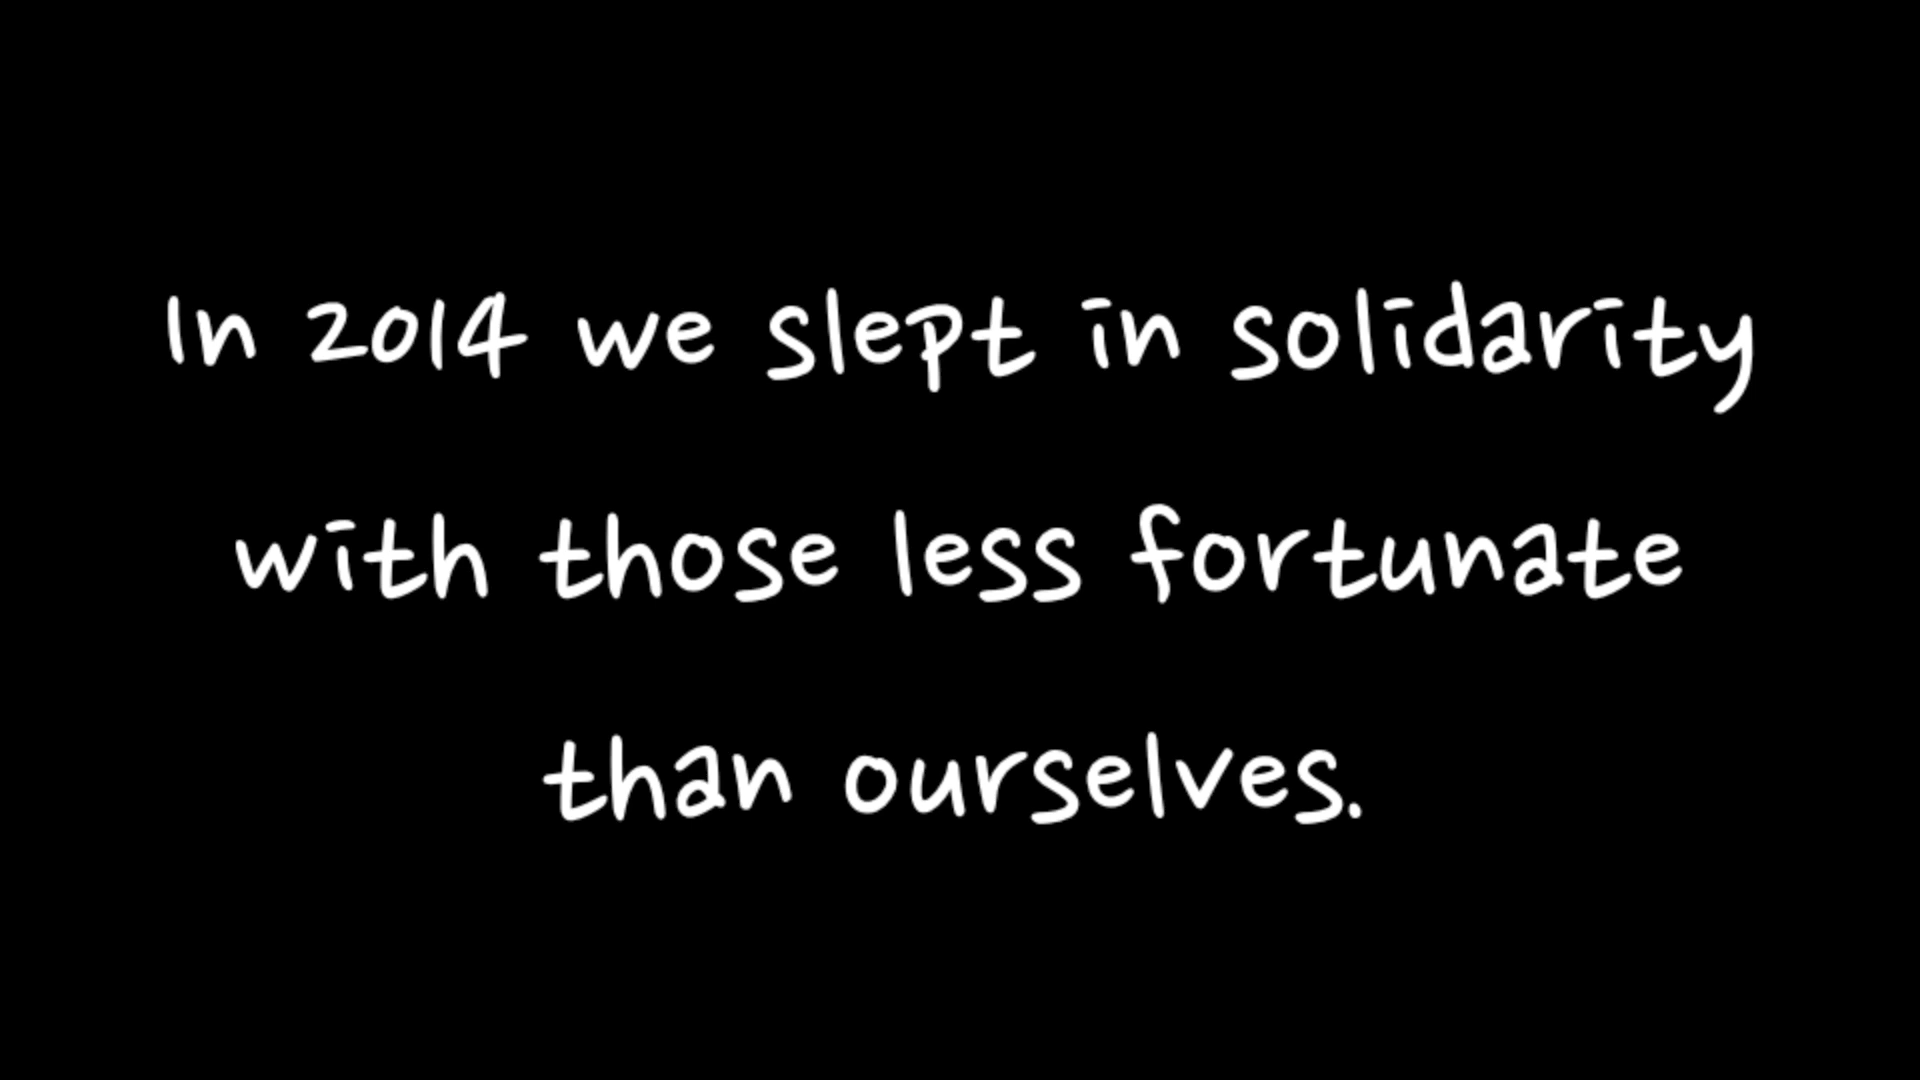 In 2014 we slept in solidarity
with those less fortunate
than ourselves.